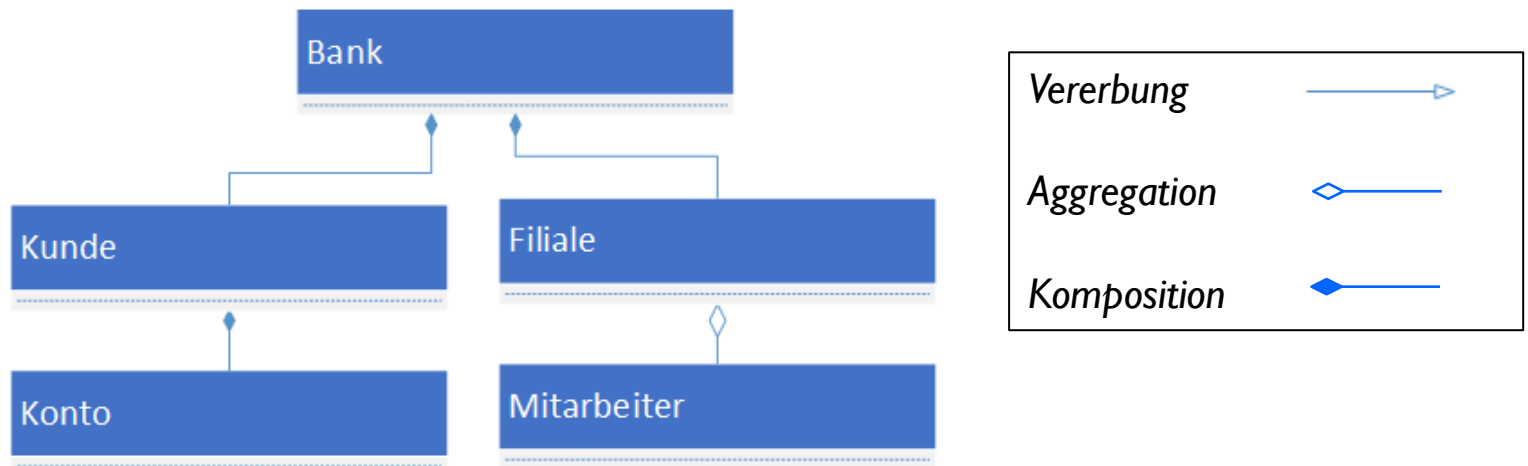 Bank
Kunde
Filiale
Konto
Mitarbeiter
Vererbung
Aggregation
Komposition